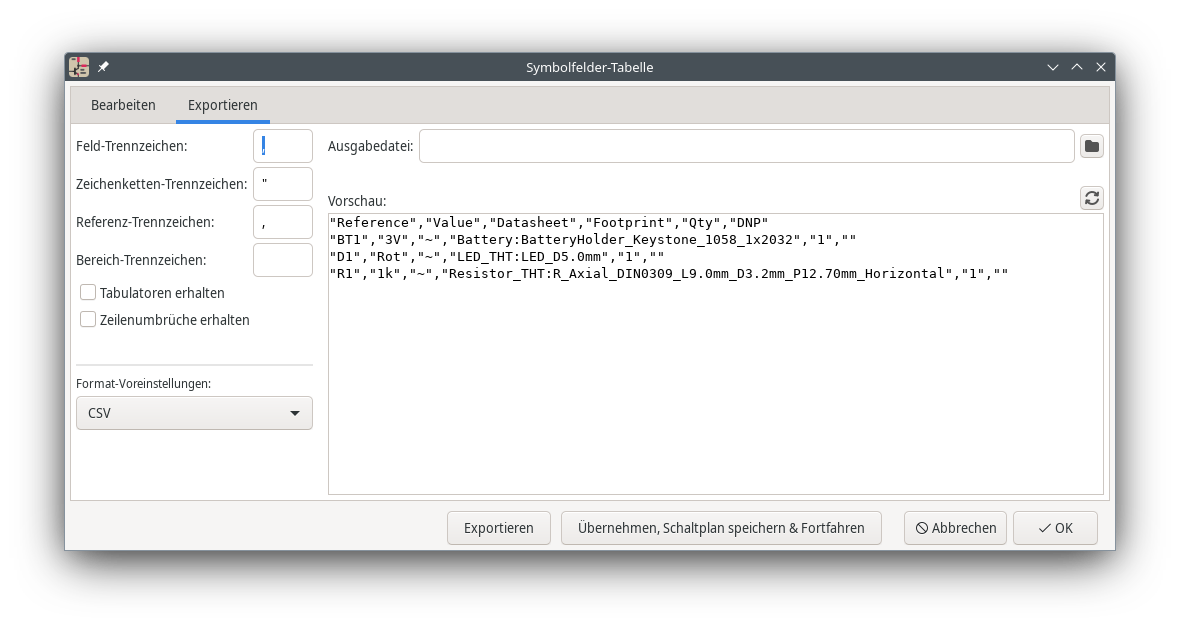 Symbolfelder-Tabelle
Bearbeiten Exportieren
Feld-Trennzeichen: ,
Ausgabedatei:
Zeichenketten-Trennzeichen: "
Referenz-Trennzeichen: ,
Bereich-Trennzeichen:
Tabulatoren erhalten
Zeilenumbrüche erhalten
Format-Voreinstellungen:
CSV
Vorschau:
"Reference","Value","Datasheet","Footprint","Qty","DNP"
"BT1","3V","~","Battery:BatteryHolder_Keystone_1058_1x2032","1",""
"D1","Rot","~","LED_THT:LED_D5.0mm","1",""
"R1","1k","~","Resistor_THT:R_Axial_DIN0309_L9.0mm_D3.2mm_P12.70mm_Horizontal","1",""
Exportieren Übernehmen, Schaltplan speichern & Fortfahren Abbrechen OK